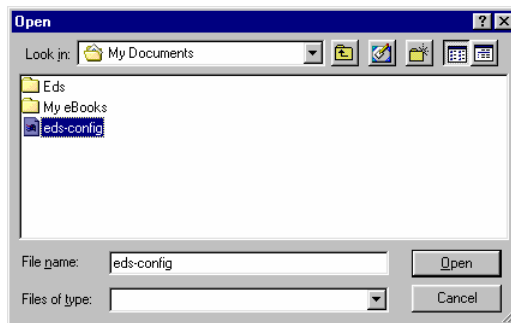 Open
Look in: My Documents
Eds
My eBooks
eds-config
File name: eds-config Open
Files of type: Cancel